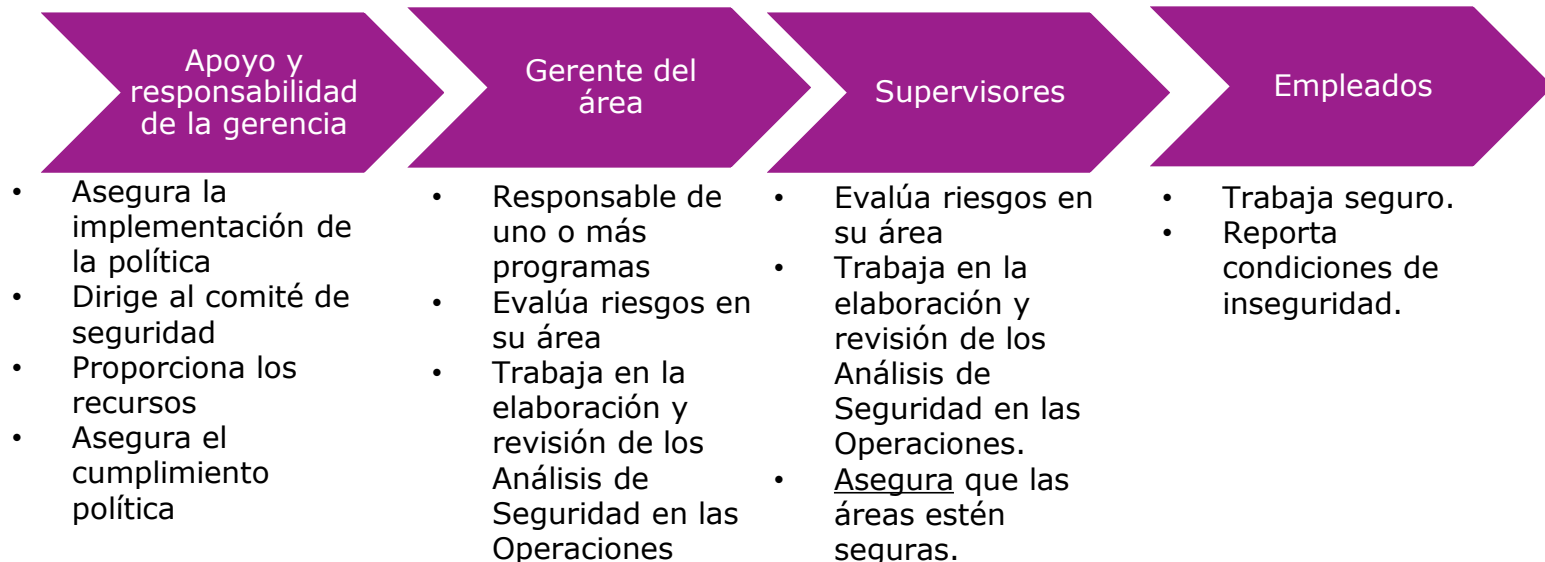 Apoyo y
responsabilidad
de la gerencia
• Asegura la
implementación de
la política
• Dirige al comité de
seguridad
• Proporciona los
recursos
• Asegura el
cumplimiento
política
Gerente del
área
• Responsable de
uno o más
programas
• Evalúa riesgos en
su área
• Trabaja en la
elaboración y
revisión de los
Análisis de
Seguridad en las
Operaciones
Supervisores
• Evalúa riesgos en
su área
• Trabaja en la
elaboración y
revisión de los
Análisis de
Seguridad en las
Operaciones.
• Asegura que las
áreas estén
seguras.
Empleados
• Trabaja seguro.
• Reporta
condiciones de
inseguridad.